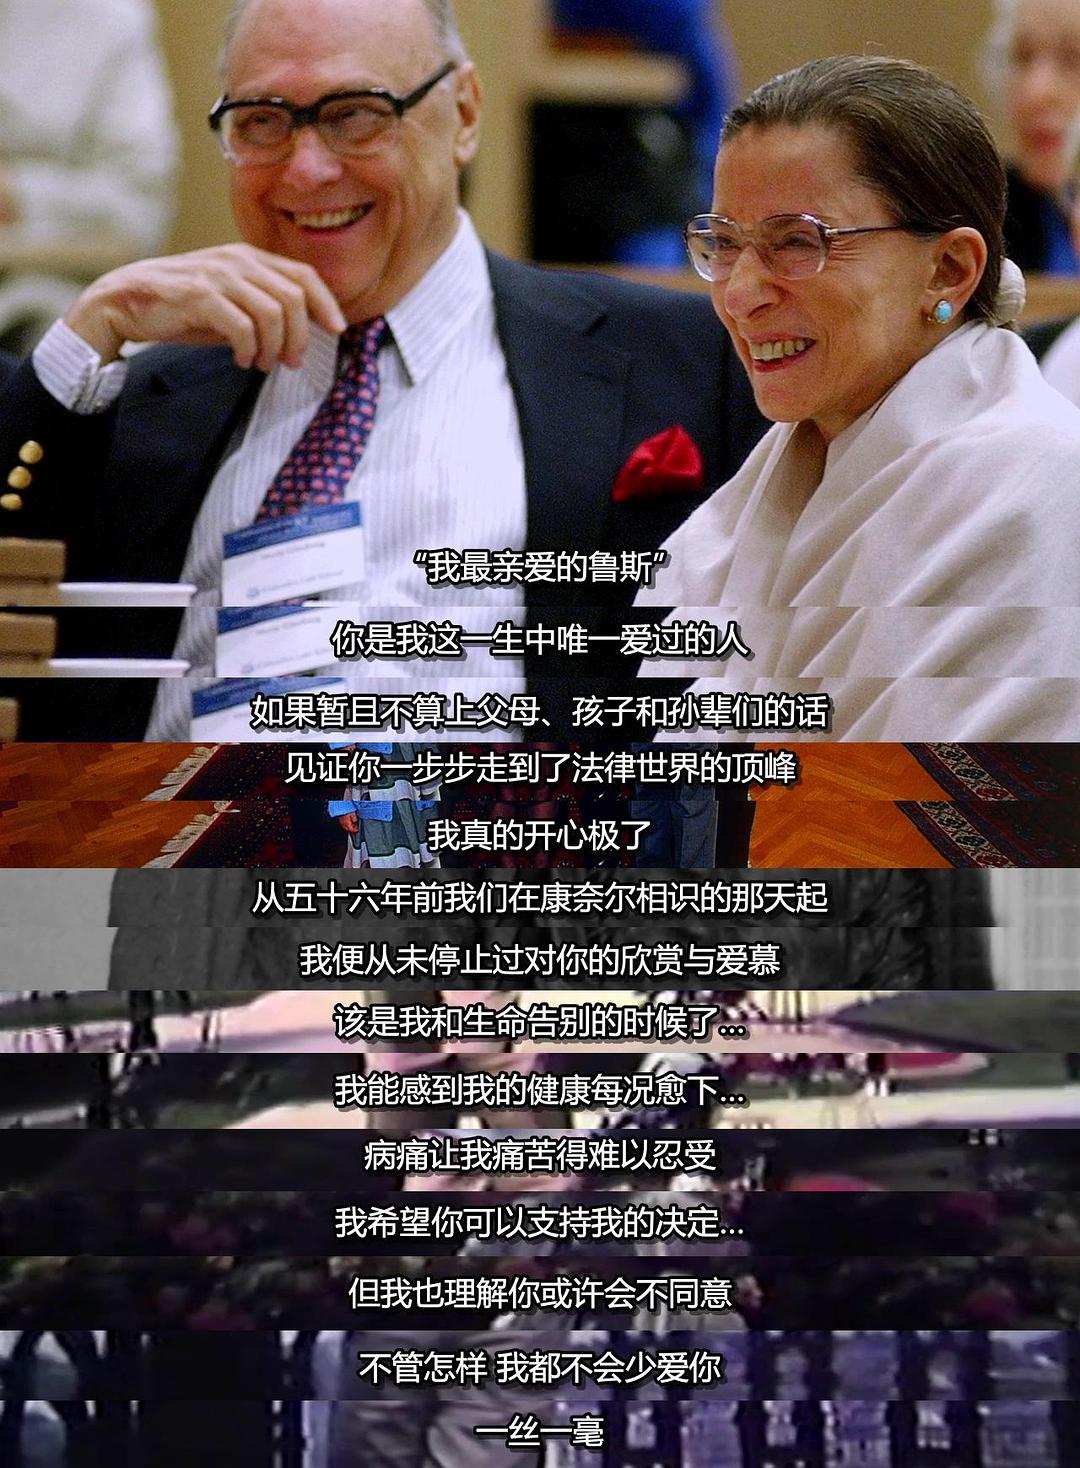 “我最亲爱的鲁斯”
你是我这一生中唯一爱过的人
如果暂且不算上父母、孩子和孙辈们的话
见证你一步步走到了法律世界的顶峰
我真的开心极了
从五十六年前我们在康奈尔相识的那天起
我便从未停止过对你的欣赏与爱慕
该是我和生命告别的时候了...
我能感到我的健康每况愈下...
病痛让我痛苦得难以忍受
我希望你可以支持我的决定...
但我也理解你或许会不同意
不管怎样 我都不会少爱你
一丝一毫